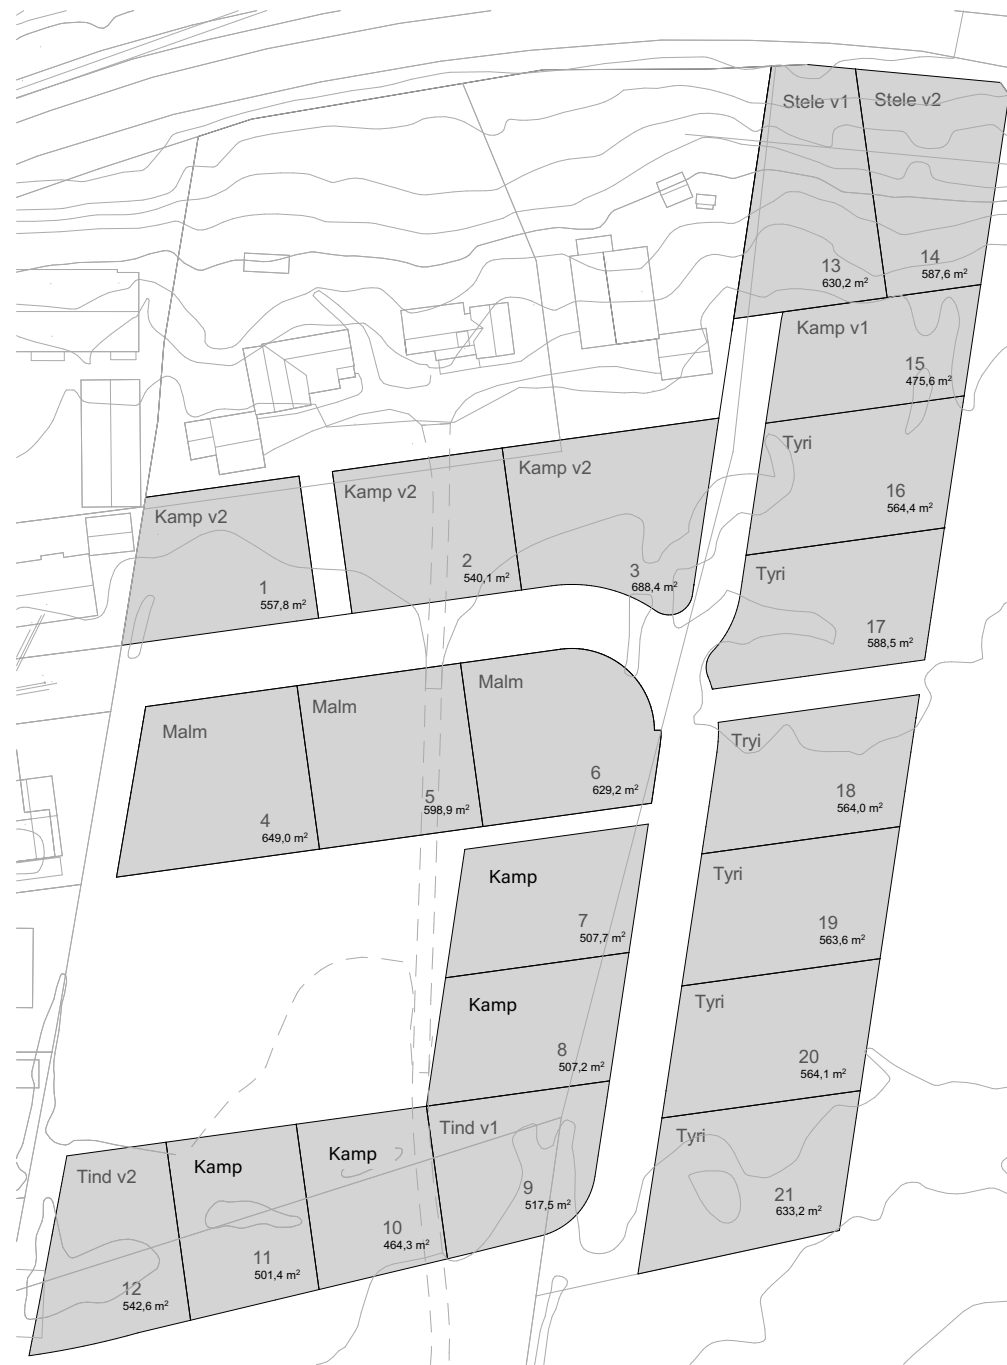 Stele v1
13
630,2 m²
Stele v2
14
587,6 m²
Kamp v1
15
475,6 m²
Tyri
16
564,4 m²
Tyri
17
588,5 m²
Kamp v2
1
557,8 m²
Kamp v2
2
540,1 m²
Kamp v2
3
688,4 m²
Malm
4
649,0 m²
Malm
5
598,9 m²
Malm
6
629,2 m²
Tryi
18
564,0 m²
Kamp
7
507,7 m²
Tyri
19
563,6 m²
Kamp
8
507,2 m²
Tyri
20
564,1 m²
Tind v1
9
517,5 m²
Tyri
21
633,2 m²
Kamp
10
464,3 m²
Kamp
11
501,4 m²
Tind v2
12
542,6 m²